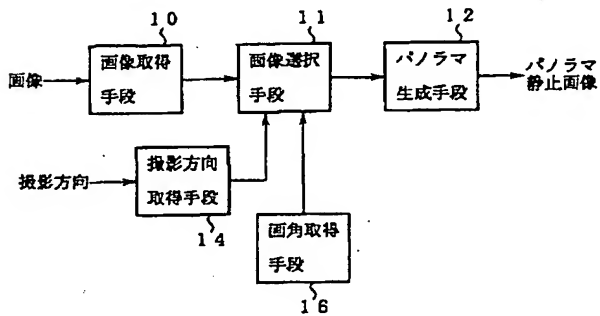 10
11
12
画像
画像取得
手段
画像選択
手段
パノラマ
生成手段
パノラマ
静止画像
撮影方向
撮影方向
取得手段
14
画角取得
手段
16